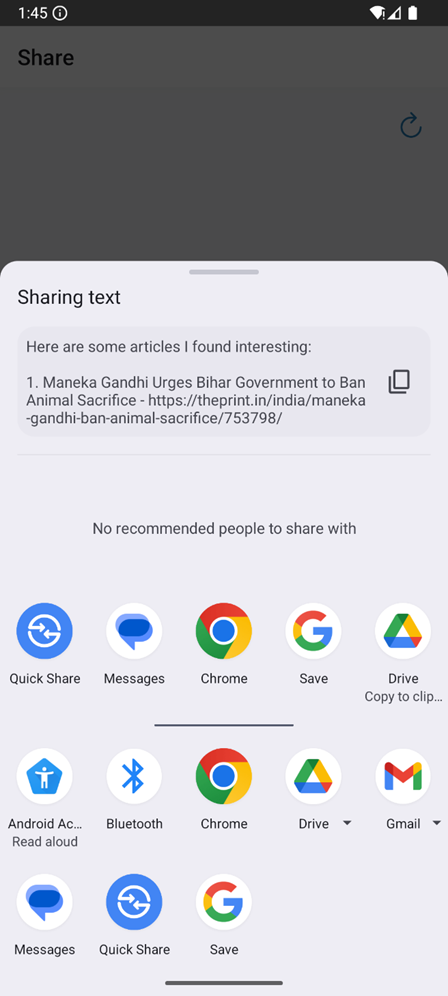 1:45
Share
Sharing text
Here are some articles I found interesting:
1. Maneka Gandhi Urges Bihar Government to Ban
Animal Sacrifice - https://theprint.in/india/maneka
-gandhi-ban-animal-sacrifice/753798/
No recommended people to share with
Quick Share Messages Chrome Save Drive
Copy to clip...
Android Ac... Bluetooth Chrome Drive Gmail
Read aloud
Messages Quick Share Save